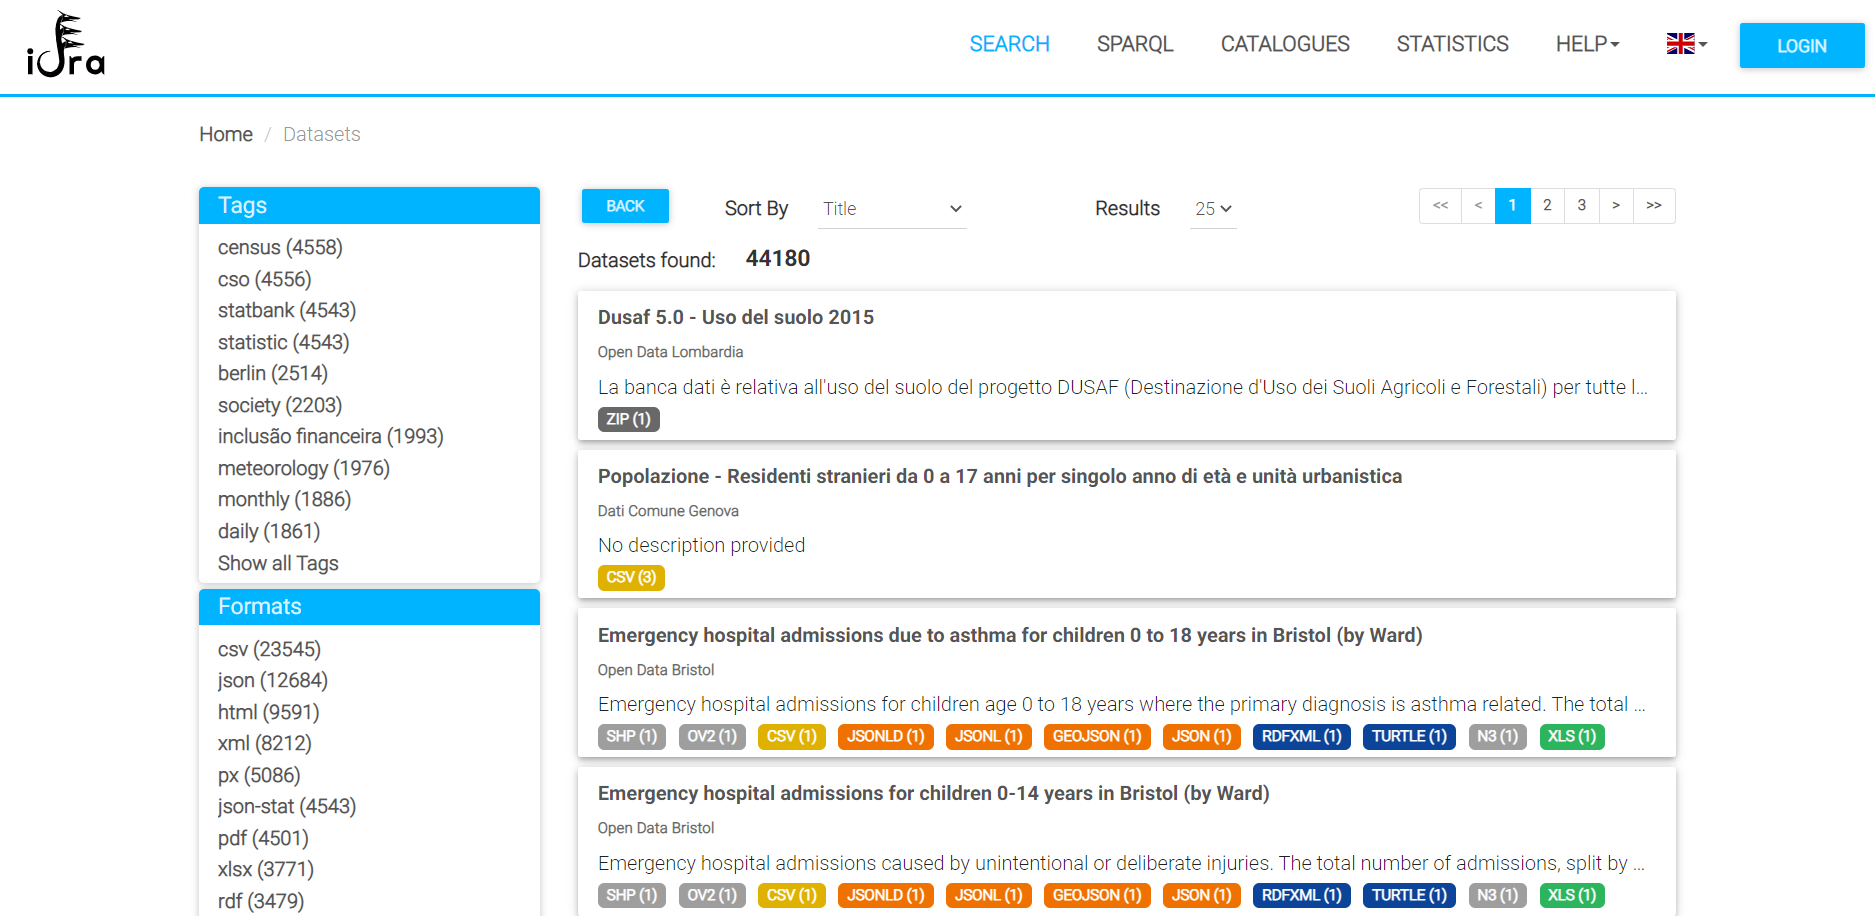 idra
SEARCH SPARQL CATALOGUES STATISTICS HELP LOGIN
Home / Datasets
Tags
census (4558)
cso (4556)
statbank (4543)
statistic (4543)
berlin (2514)
society (2203)
inclusão financeira (1993)
meteorology (1976)
monthly (1886)
daily (1861)
Show all Tags
Formats
csv (23545)
json (12684)
html (9591)
xml (8212)
px (5086)
json-stat (4543)
pdf (4501)
xlsx (3771)
rdf (3479)
BACK Sort By Title Results 25 << < 1 2 3 > >>
Datasets found: 44180
Dusaf 5.0 - Uso del suolo 2015
Open Data Lombardia
La banca dati è relativa all'uso del suolo del progetto DUSAF (Destinazione d'Uso dei Suoli Agricoli e Forestali) per tutte l...
ZIP (1)
Popolazione - Residenti stranieri da 0 a 17 anni per singolo anno di età e unità urbanistica
Dati Comune Genova
No description provided
CSV (3)
Emergency hospital admissions due to asthma for children 0 to 18 years in Bristol (by Ward)
Open Data Bristol
Emergency hospital admissions for children age 0 to 18 years where the primary diagnosis is asthma related. The total ...
SHP (1) OV2 (1) CSV (1) JSONLD (1) JSONL (1) GEOJSON (1) JSON (1) RDFXML (1) TURTLE (1) N3 (1) XLS (1)
Emergency hospital admissions for children 0-14 years in Bristol (by Ward)
Open Data Bristol
Emergency hospital admissions caused by unintentional or deliberate injuries. The total number of admissions, split by ...
SHP (1) OV2 (1) CSV (1) JSONLD (1) JSONL (1) GEOJSON (1) JSON (1) RDFXML (1) TURTLE (1) N3 (1) XLS (1)